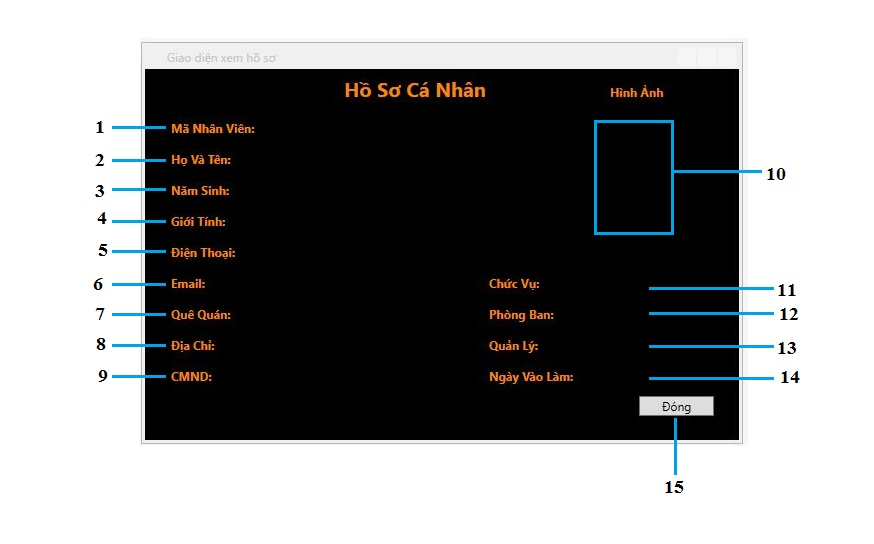 Giao diện xem hồ sơ
Hồ Sơ Cá Nhân
Hình Ảnh
1 Mã Nhân Viên:
2 Họ Và Tên:
3 Năm Sinh:
4 Giới Tính:
5 Điện Thoại:
10
6 Email:
Chức Vụ: 11
7 Quê Quán:
Phòng Ban: 12
8 Địa Chỉ:
Quản Lý: 13
9 CMND:
Ngày Vào Làm: 14
Đóng
15